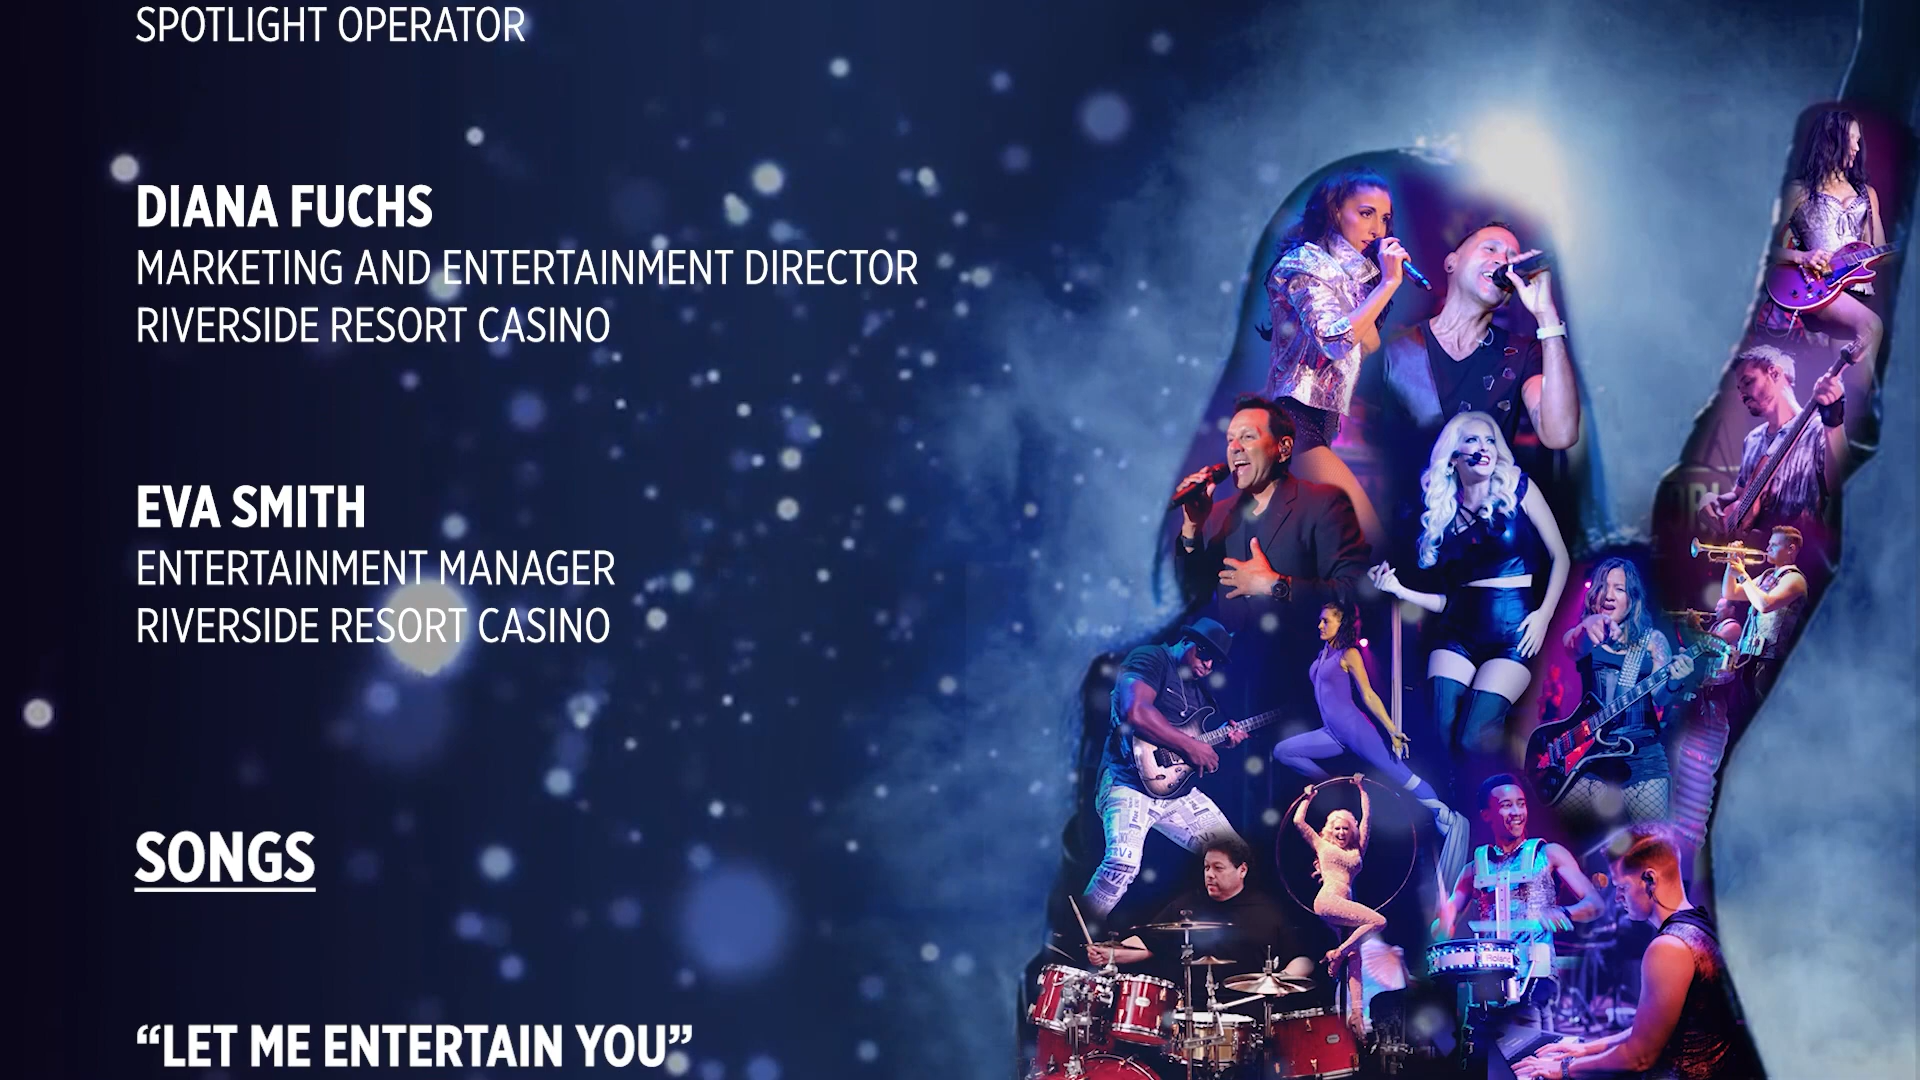 SPOTLIGHT OPERATOR
DIANA FUCHS
MARKETING AND ENTERTAINMENT DIRECTOR
RIVERSIDE RESORT CASINO
EVA SMITH
ENTERTAINMENT MANAGER
RIVERSIDE RESORT CASINO
SONGS
“LET ME ENTERTAIN YOU”
Roland